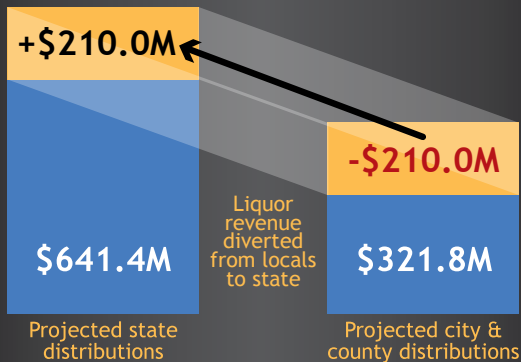 +$210.0M
-$210.0M
Liquor
revenue
diverted
from locals
to state
$641.4M
$321.8M
Projected state
distributions
Projected city &
county distributions